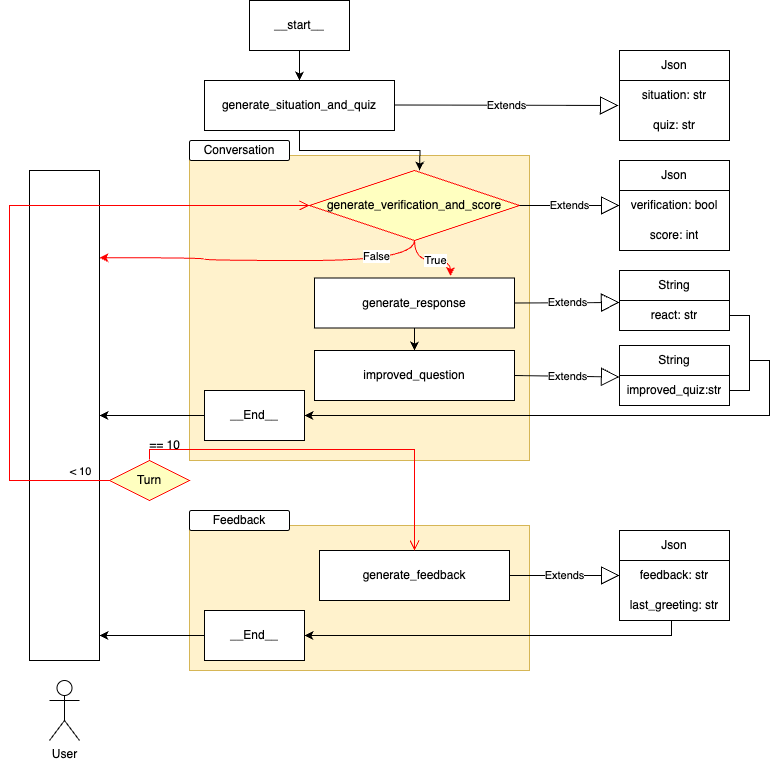 __start__
generate_situation_and_quiz
Extends
Json
situation: str
quiz: str
Conversation
generate_verification_and_score
Extends
Json
verification: bool
score: int
False
True
generate_response
Extends
String
react: str
improved_question
Extends
String
improved_quiz:str
__End__
== 10
< 10
Turn
Feedback
generate_feedback
Extends
Json
feedback: str
last_greeting: str
__End__
User